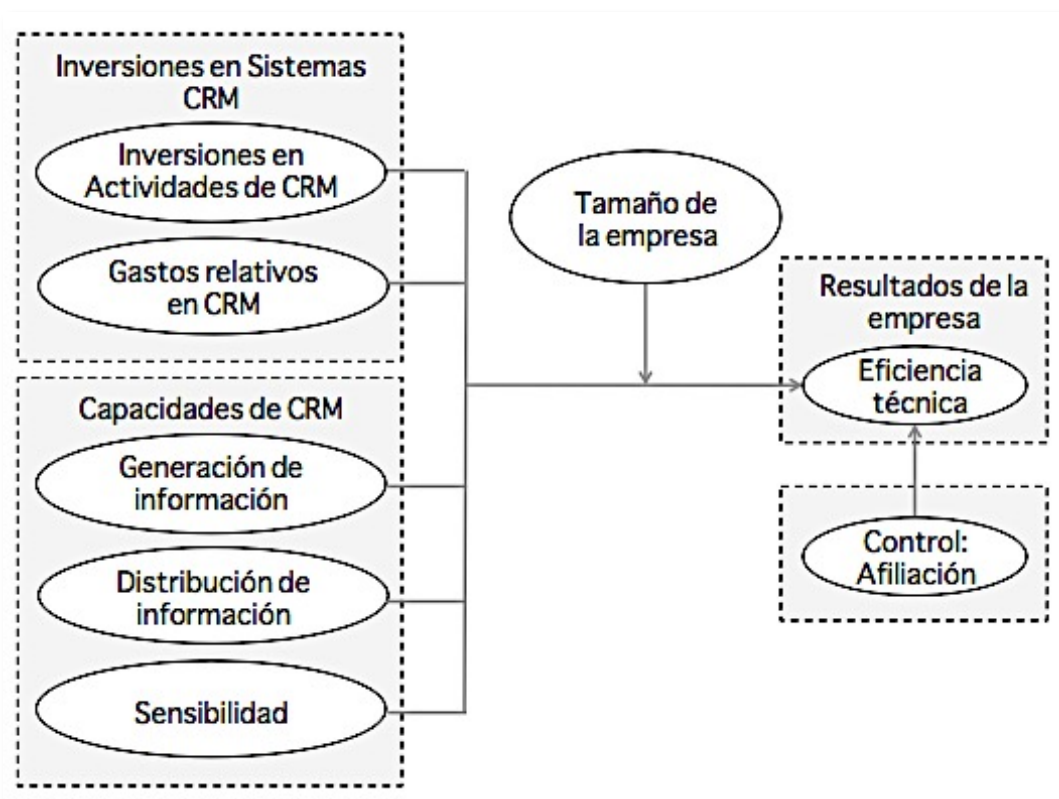 Inversiones en Sistemas
CRM
Inversiones en
Actividades de CRM
Gastos relativos
en CRM
Capacidades de CRM
Generación de
información
Distribución de
información
Sensibilidad
Tamaño de
la empresa
Resultados de la
empresa
Eficiencia
técnica
Control:
Afiliación